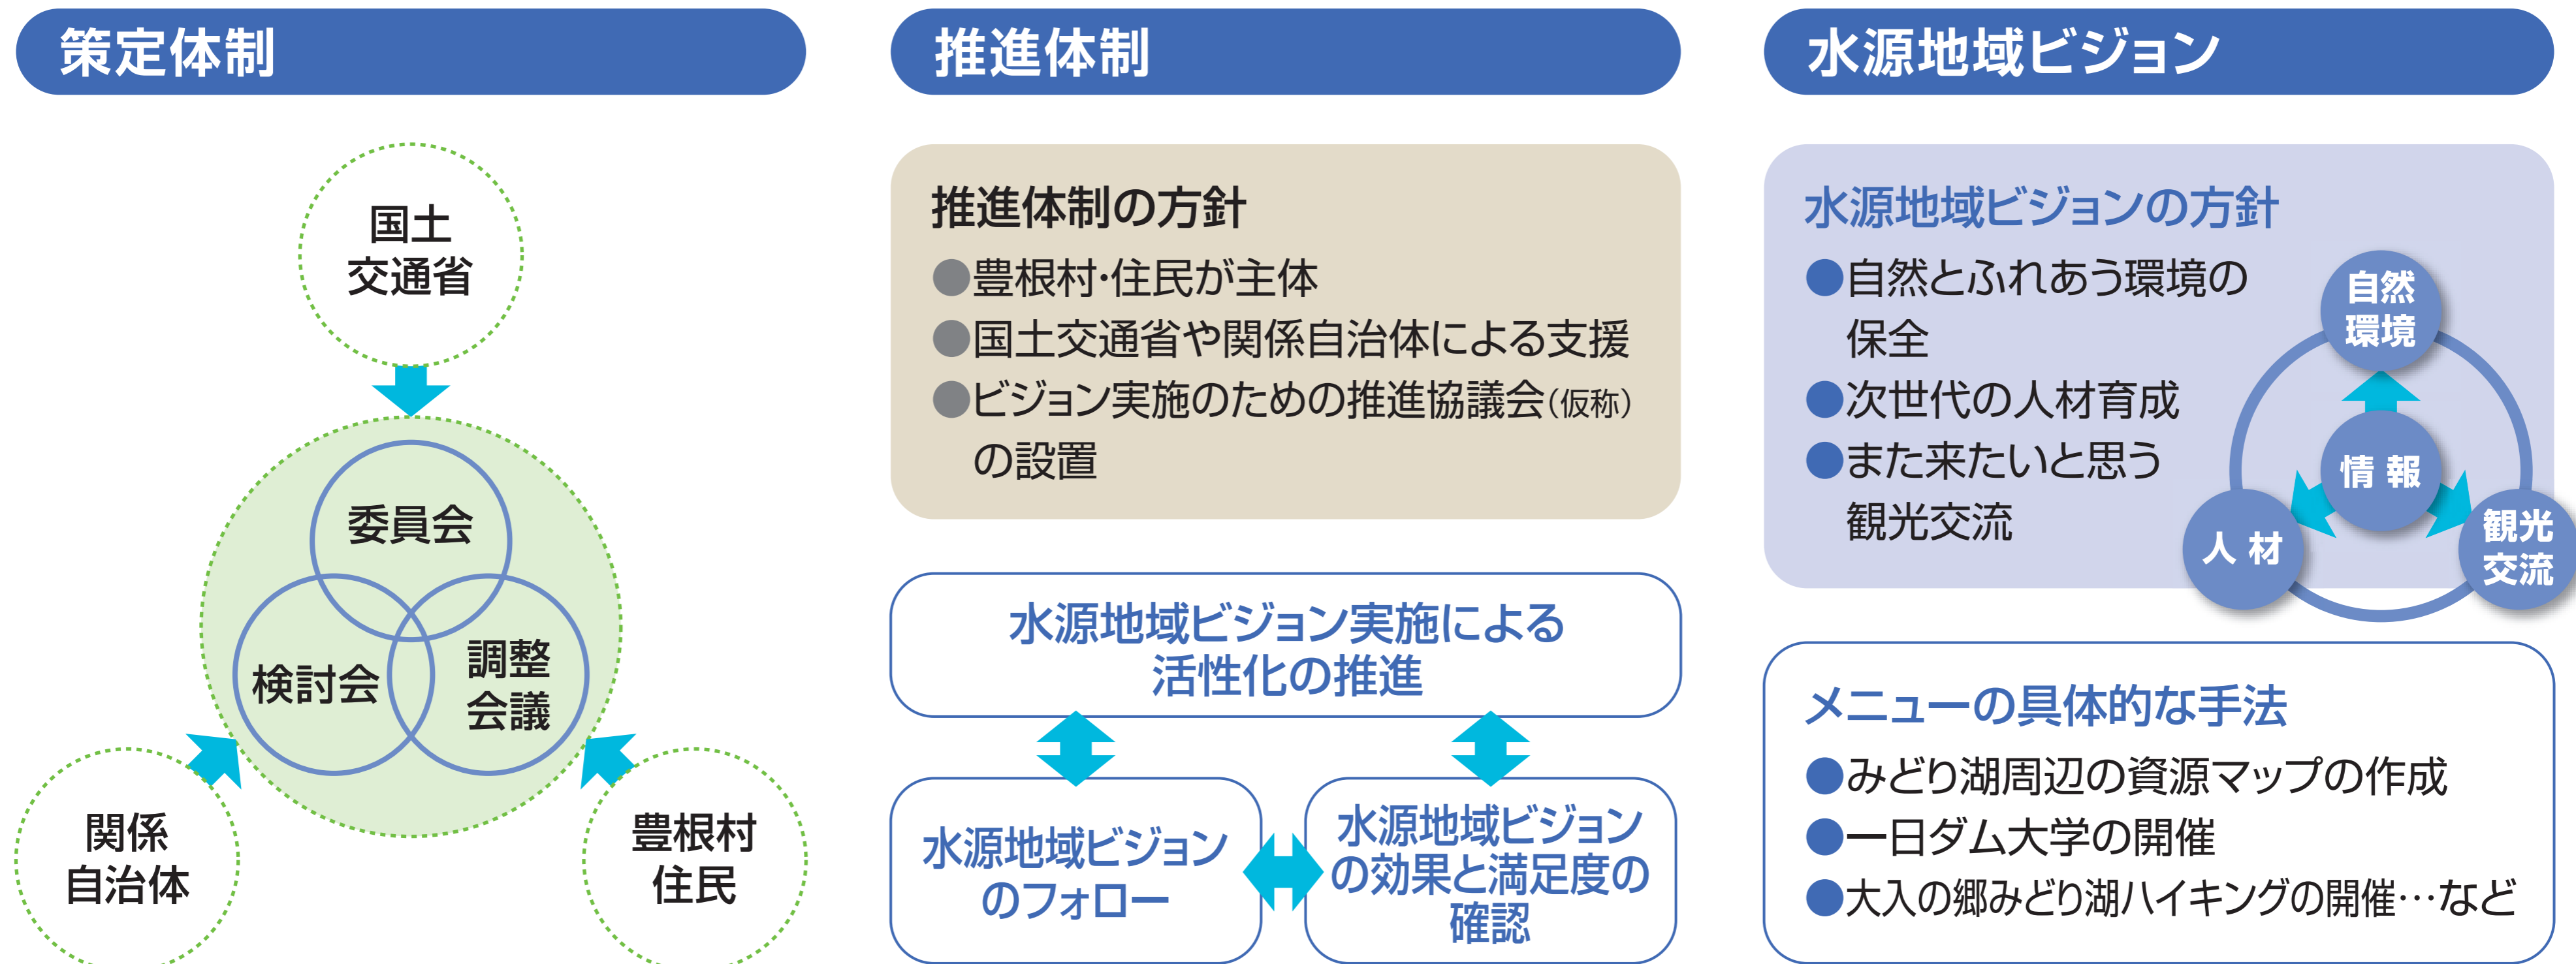 策定体制
国土
交通省
委員会
検討会
調整
会議
関係
自治体
豊根村
住民
推進体制
推進体制の方針
●豊根村・住民が主体
●国土交通省や関係自治体による支援
●ビジョン実施のための推進協議会(仮称)
の設置
水源地域ビジョン実施による
活性化の推進
水源地域ビジョン
のフォロー
水源地域ビジョン
の効果と満足度の
確認
水源地域ビジョン
水源地域ビジョンの方針
●自然とふれあう環境の
保全
●次世代の人材育成
●また来たいと思う
観光交流
自然
環境
情報
人材
観光
交流
メニューの具体的な手法
●みどり湖周辺の資源マップの作成
●一日ダム大学の開催
●大入の郷みどり湖ハイキングの開催…など